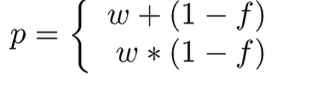 p = { w + (1 − f)
w * (1 − f)